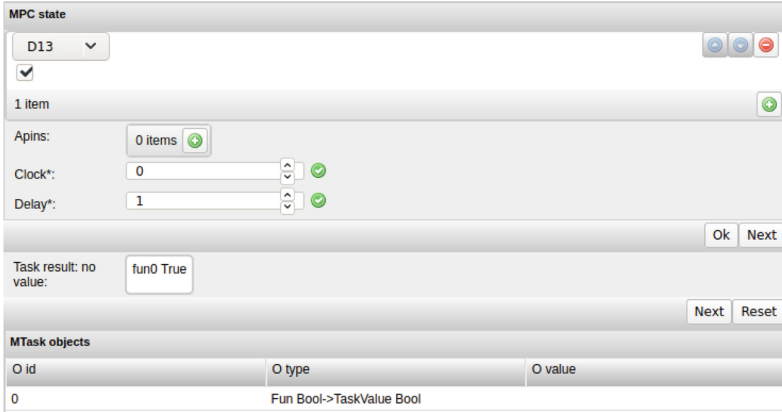 MPC state
D13
1 item
Apins:
0 items
Clock*:
0
Delay*:
1
Ok Next
Task result: no
value:
fun0 True
Next Reset
MTask objects
O id O type O value
0 Fun Bool->TaskValue Bool